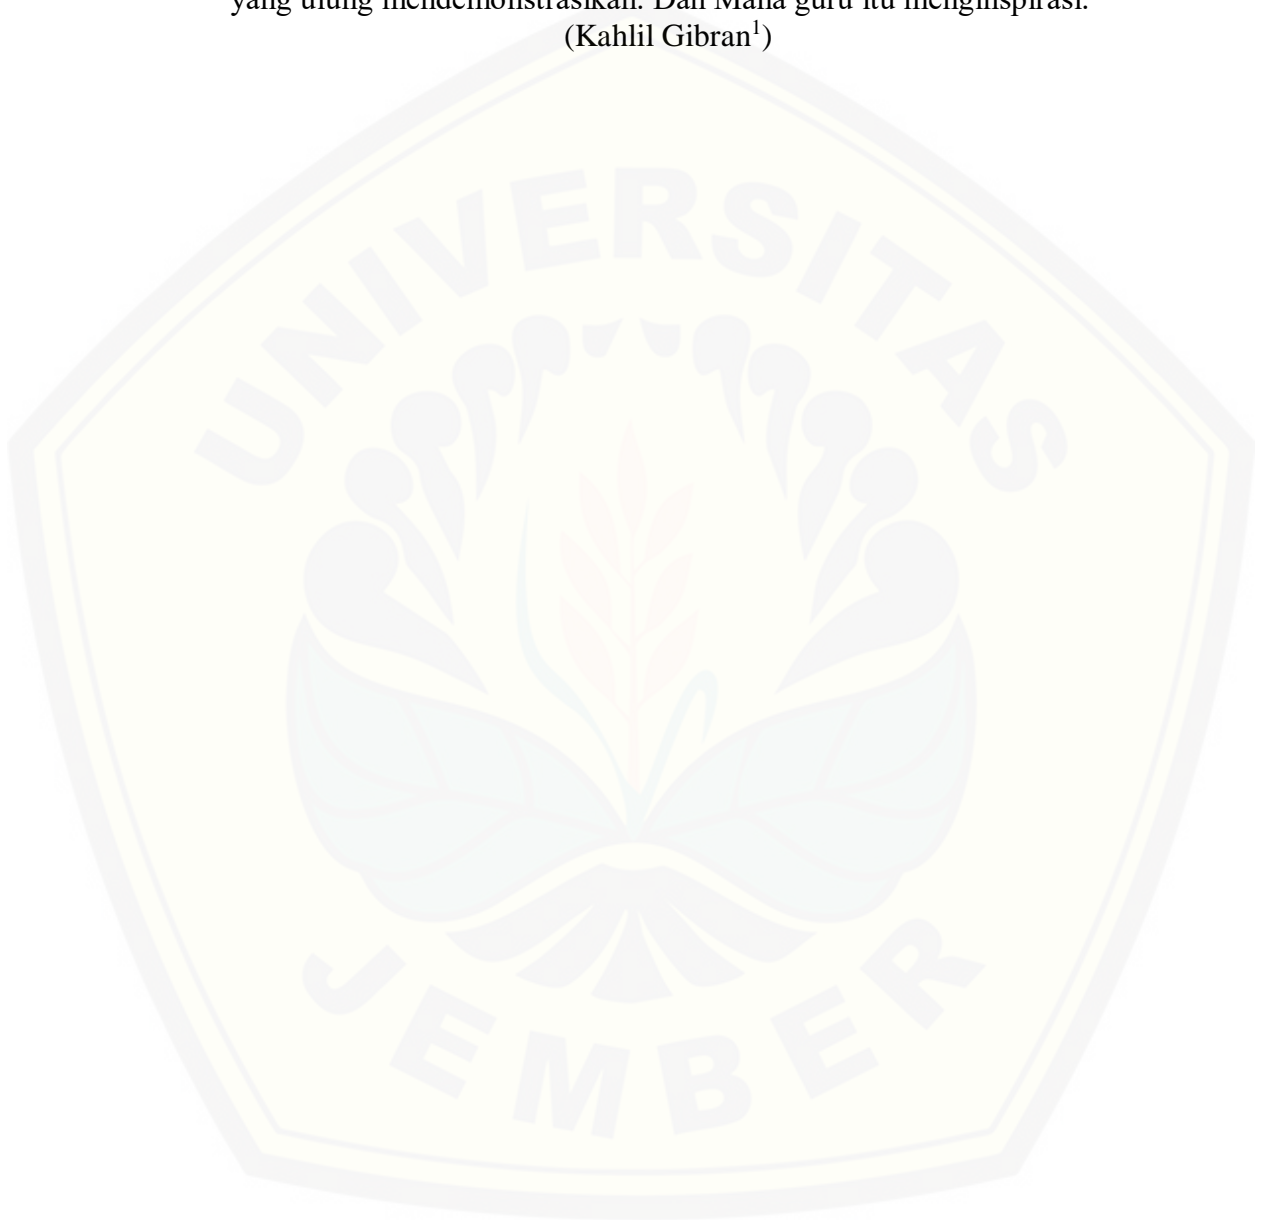 yang ulung mendemonstrasikan. Dan Maha guru itu menginspirasi.
(Kahlil Gibran¹)
UNIVERSITAS
JEMBER